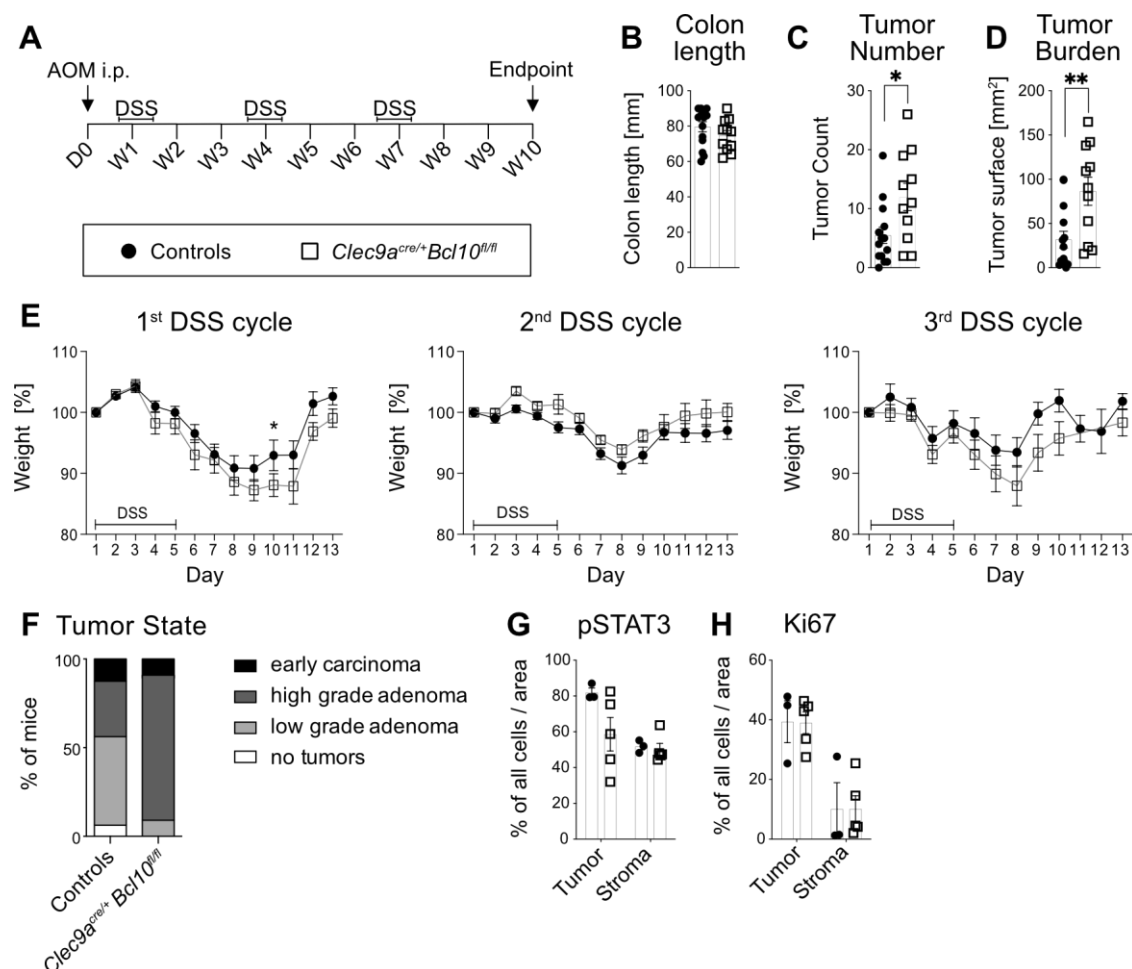 A
AOM i.p.
Endpoint
DSS DSS DSS
D0 W1 W2 W3 W4 W5 W6 W7 W8 W9 W10
Controls Clec9a^cre/+ Bcl10^fl/fl
B Colon length
Colon length [mm]
100
80
60
40
20
0
C Tumor Number
Tumor Count
*
30
20
10
0
D Tumor Burden
Tumor surface [mm²]
**
200
150
100
50
0
E
1st DSS cycle
Weight [%]
110
100
90
80
*
DSS
1 2 3 4 5 6 7 8 9 10 11 12 13
Day
2nd DSS cycle
Weight [%]
110
100
90
80
DSS
1 2 3 4 5 6 7 8 9 10 11 12 13
Day
3rd DSS cycle
Weight [%]
110
100
90
80
DSS
1 2 3 4 5 6 7 8 9 10 11 12 13
Day
F Tumor State
% of mice
100
50
0
Controls
Clec9a^cre/+ Bcl10^fl/fl
early carcinoma
high grade adenoma
low grade adenoma
no tumors
G pSTAT3
% of all cells / area
100
80
60
40
20
0
Tumor Stroma
H Ki67
% of all cells / area
60
40
20
0
Tumor Stroma